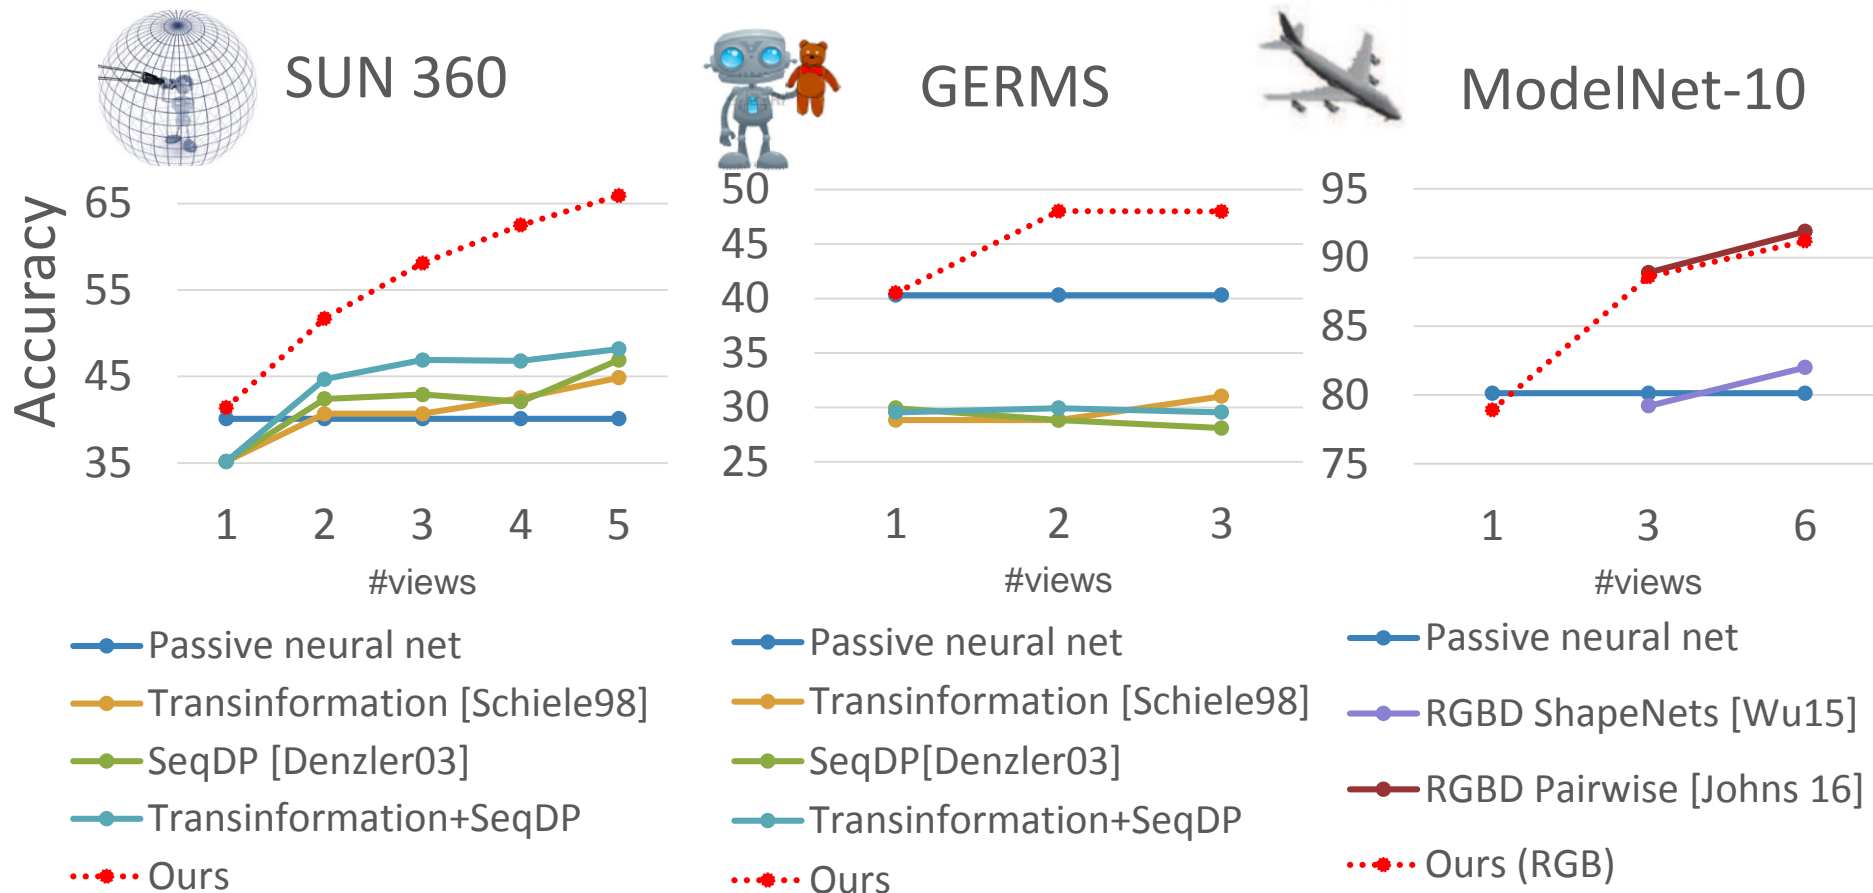 SUN 360
GERMS
ModelNet-10
Accuracy
65
55
45
35
1 2 3 4 5
#views
Passive neural net
Transinformation [Schiele98]
SeqDP [Denzler03]
Transinformation+SeqDP
Ours
50
45
40
35
30
25
1 2 3
#views
Passive neural net
Transinformation [Schiele98]
SeqDP[Denzler03]
Transinformation+SeqDP
Ours
95
90
85
80
75
1 3 6
#views
Passive neural net
RGBD ShapeNets [Wu15]
RGBD Pairwise [Johns 16]
Ours (RGB)